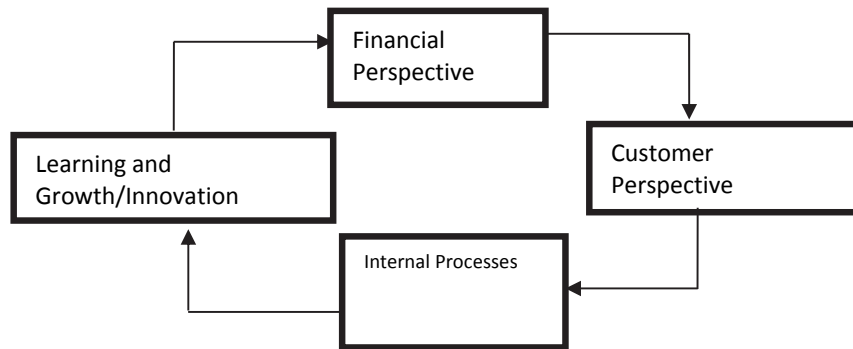 Financial
Perspective
Learning and
Growth/Innovation
Customer
Perspective
Internal Processes